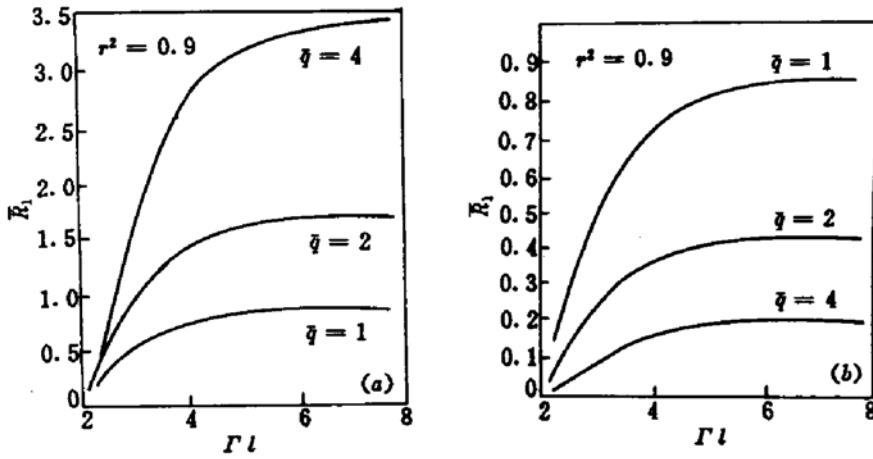 3.5
3.0
2.5
2.0
1.5
1.0
0.5
0
R̄₁
r² = 0.9
q̄ = 4
q̄ = 2
q̄ = 1
(a)
2 4 6 8
Γl
0.9
0.8
0.7
0.6
0.5
0.4
0.3
0.2
0.1
0
R̄₁
r² = 0.9
q̄ = 1
q̄ = 2
q̄ = 4
(b)
2 4 6 8
Γl